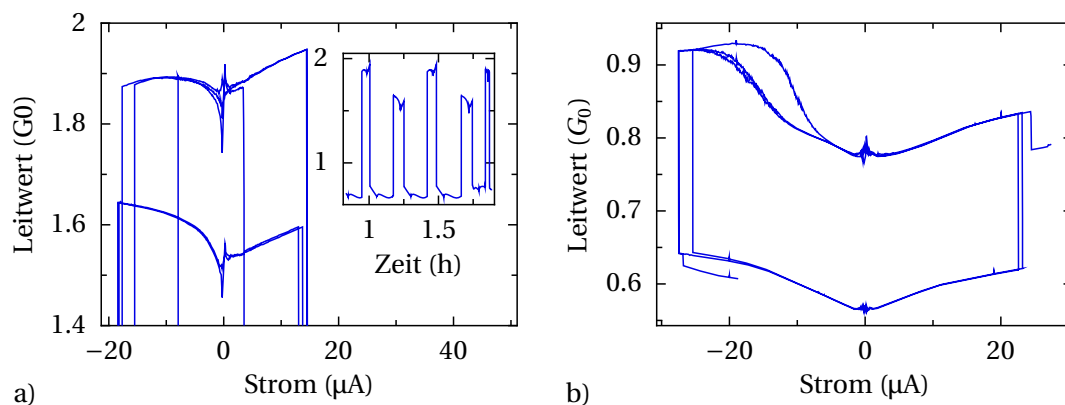 Leitwert (G0)
2
1.8
1.6
1.4
−20
0
20
40
Strom (μA)
a)
2
1
1
1.5
Zeit (h)
Leitwert (G₀)
0.9
0.8
0.7
0.6
−20
0
20
Strom (μA)
b)